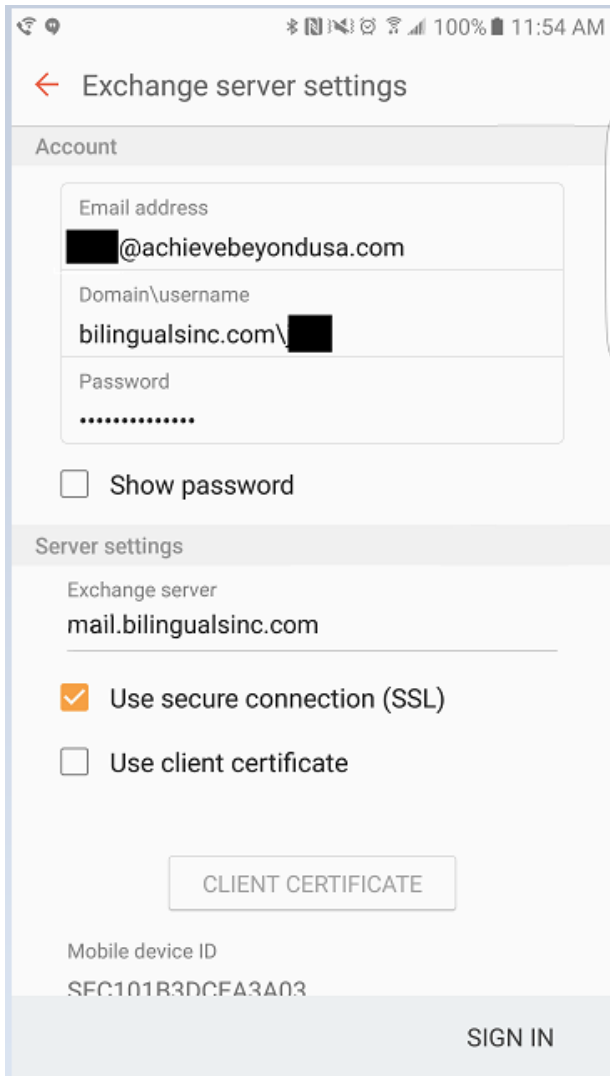 100% 11:54 AM
Exchange server settings
Account
Email address
@achievebeyondusa.com
Domain\username
bilingualsinc.com\
Password
••••••••••••••
Show password
Server settings
Exchange server
mail.bilingualsinc.com
Use secure connection (SSL)
Use client certificate
CLIENT CERTIFICATE
Mobile device ID
SEC101B3DCEA3A03
SIGN IN